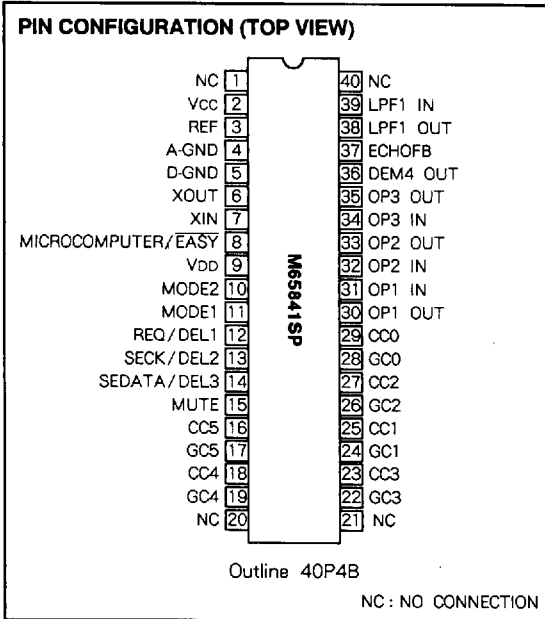 PIN CONFIGURATION (TOP VIEW)
NC 1 40 NC
VCC 2 39 LPF1 IN
REF 3 38 LPF1 OUT
A-GND 4 37 ECHOFB
D-GND 5 36 DEM4 OUT
XOUT 6 35 OP3 OUT
XIN 7 34 OP3 IN
MICROCOMPUTER/EASY 8 33 OP2 OUT
VDD 9 32 OP2 IN
MODE2 10 31 OP1 IN
MODE1 11 30 OP1 OUT
REQ/DEL1 12 29 CC0
SECK/DEL2 13 28 GC0
SEDATA/DEL3 14 27 CC2
MUTE 15 26 GC2
CC5 16 25 CC1
GC5 17 24 GC1
CC4 18 23 CC3
GC4 19 22 GC3
NC 20 21 NC
M65841SP
Outline 40P4B
NC : NO CONNECTION